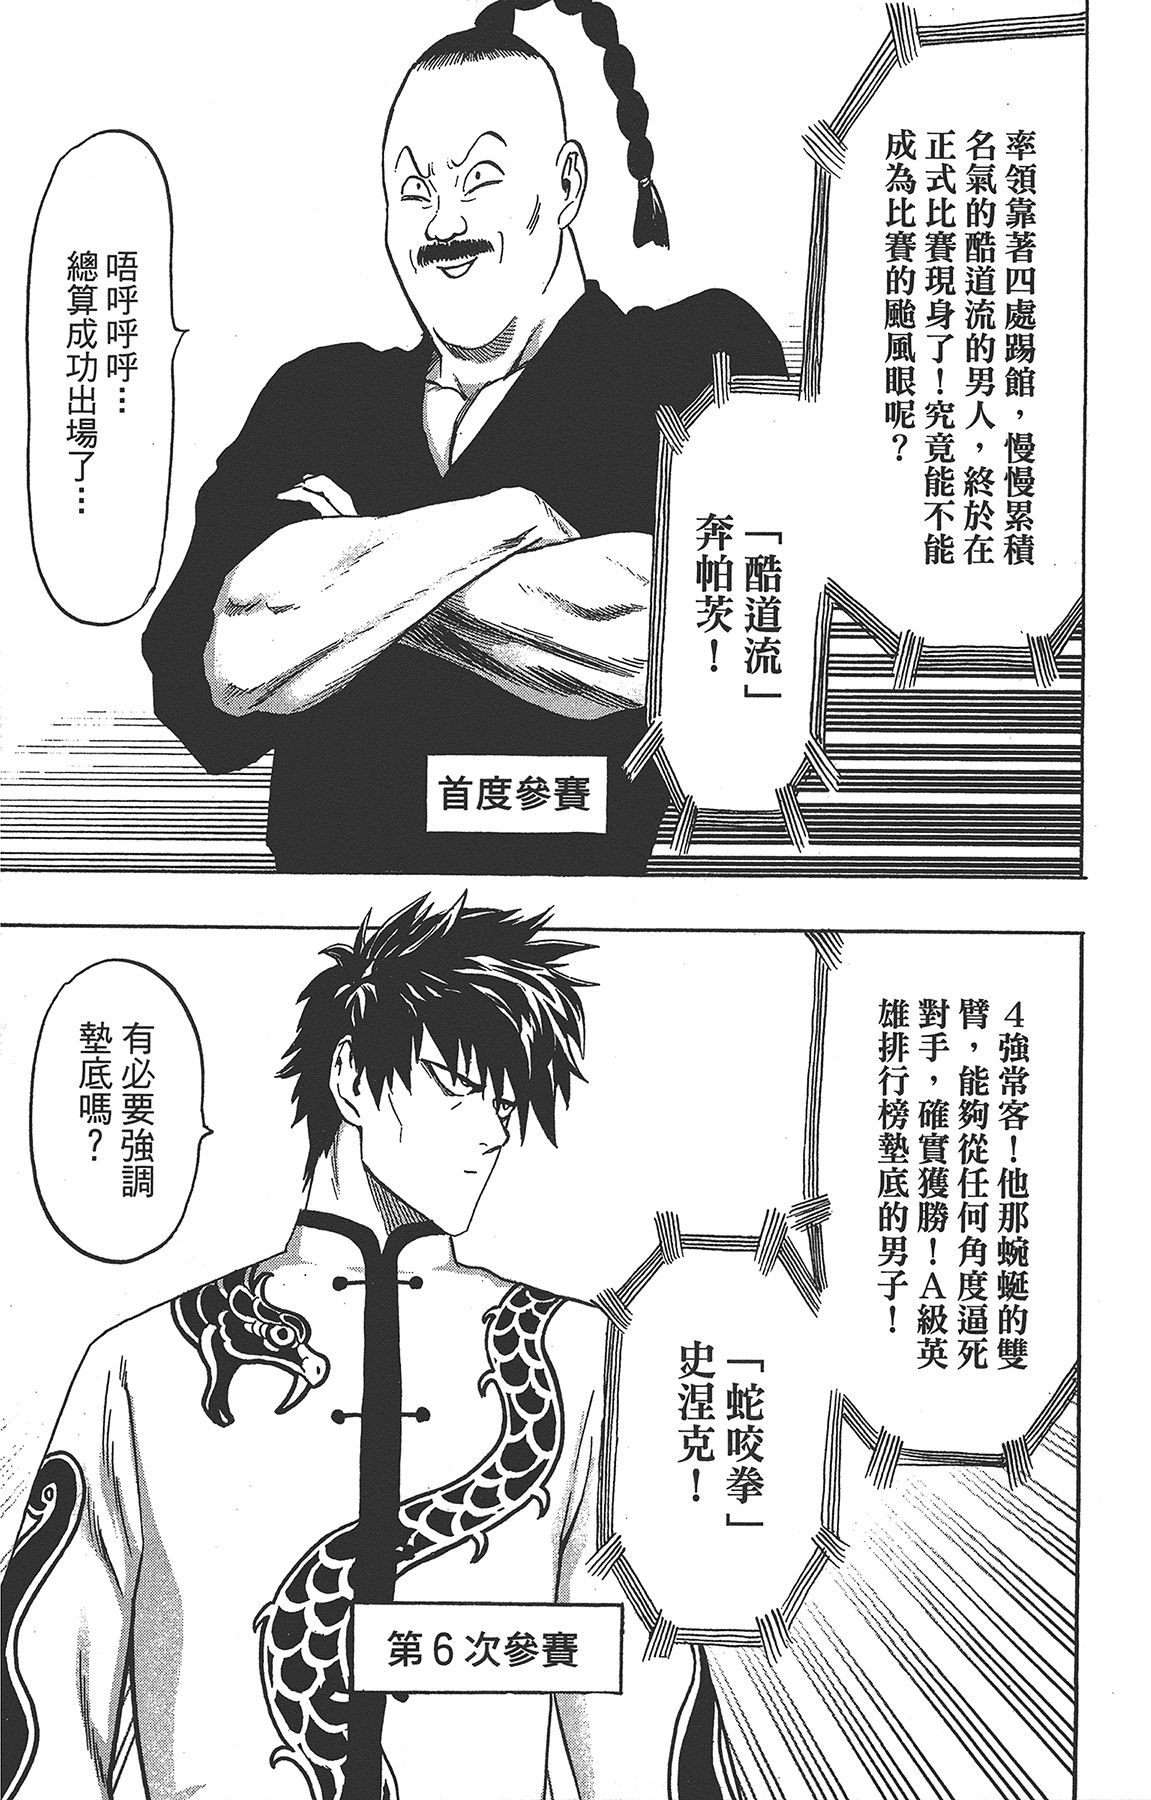 率領靠著四處踢館，慢慢累積
名氣的酷道流的男人，終於在
正式比賽現身了！究竟能不能
成為比賽的颱風眼呢？
「酷道流」
奔帕茨！
唔呼呼呼…
總算成功出場了…
首度參賽
4強常客！他那蜿蜒的雙
臂，能夠從任何角度逼死
對手，確實獲勝！A級英
雄排行榜墊底的男子！
「蛇咬拳」
史涅克！
有必要強調
墊底嗎？
第6次參賽